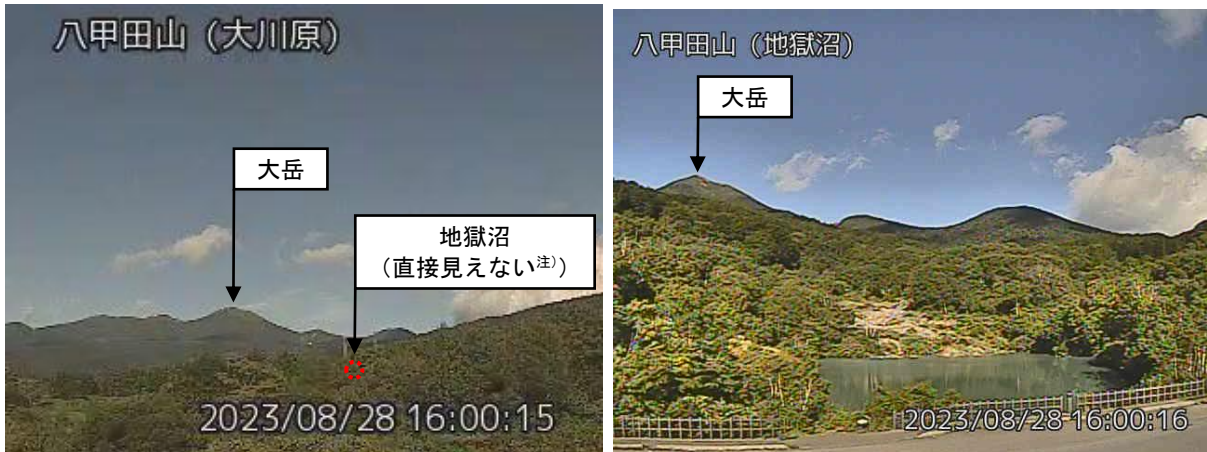 八甲田山（大川原）
大岳
地獄沼
（直接見えない注）
2023/08/28 16:00:15
八甲田山（地獄沼）
大岳
2023/08/28 16:00:16